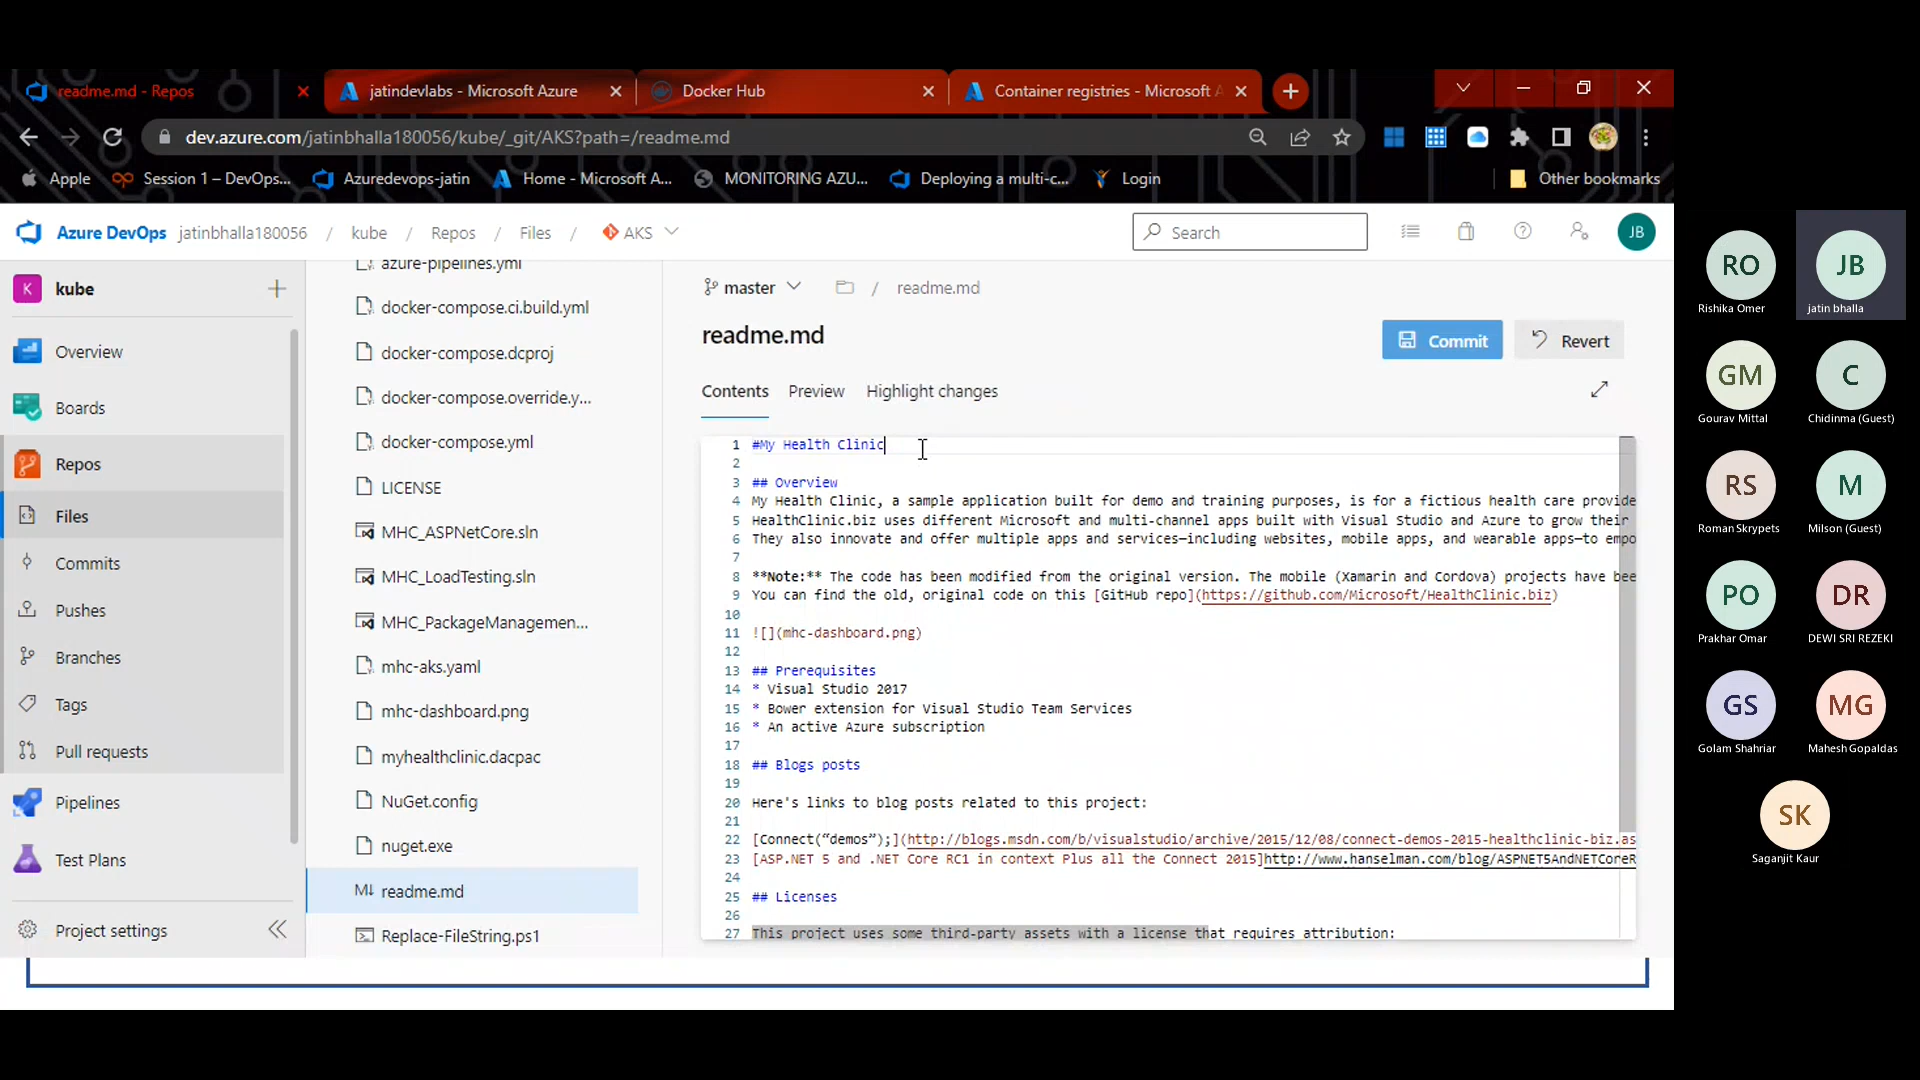 readme.md - Repos
jatindevlabs - Microsoft Azure
Docker Hub
Container registries - Microsoft A
dev.azure.com/jatinbhalla180056/kube/_git/AKS?path=/readme.md
Apple
Session 1 – DevOps...
Azuredevops-jatin
Home - Microsoft A...
MONITORING AZU...
Deploying a multi-c...
Login
Other bookmarks
Azure DevOps
jatinbhalla180056
/
kube
/
Repos
/
Files
/
AKS
Search
JB
K
kube
Overview
Boards
Repos
Files
Commits
Pushes
Branches
Tags
Pull requests
Pipelines
Test Plans
Project settings
azure-pipelines.yml
docker-compose.ci.build.yml
docker-compose.dcproj
docker-compose.override.y...
docker-compose.yml
LICENSE
MHC_ASPNetCore.sln
MHC_LoadTesting.sln
MHC_PackageManagemen...
mhc-aks.yaml
mhc-dashboard.png
myhealthclinic.dacpac
NuGet.config
nuget.exe
M↓ readme.md
Replace-FileString.ps1
master
/ readme.md
readme.md
Commit
Revert
Contents
Preview
Highlight changes
1 #My Health Clinic
2
3 ## Overview
4 My Health Clinic, a sample application built for demo and training purposes, is for a fictious health care provide
5 HealthClinic.biz uses different Microsoft and multi-channel apps built with Visual Studio and Azure to grow their
6 They also innovate and offer multiple apps and services—including websites, mobile apps, and wearable apps—to empo
7
8 **Note:** The code has been modified from the original version. The mobile (Xamarin and Cordova) projects have bee
9 You can find the old, original code on this [GitHub repo](https://github.com/Microsoft/HealthClinic.biz)
10
11 ![](mhc-dashboard.png)
12
13 ## Prerequisites
14 * Visual Studio 2017
15 * Bower extension for Visual Studio Team Services
16 * An active Azure subscription
17
18 ## Blogs posts
19
20 Here's links to blog posts related to this project:
21
22 [Connect(“demos”);](http://blogs.msdn.com/b/visualstudio/archive/2015/12/08/connect-demos-2015-healthclinic-biz.as
23 [ASP.NET 5 and .NET Core RC1 in context Plus all the Connect 2015]http://www.hanselman.com/blog/ASPNET5AndNETCoreR
24
25 ## Licenses
26
27 This project uses some third-party assets with a license that requires attribution:
RO
Rishika Omer
JB
jatin bhalla
GM
Gourav Mittal
C
Chidinma (Guest)
RS
Roman Skrypets
M
Milson (Guest)
PO
Prakhar Omar
DR
DEWI SRI REZEKI
GS
Golam Shahriar
MG
Mahesh Gopaldas
SK
Saganjit Kaur